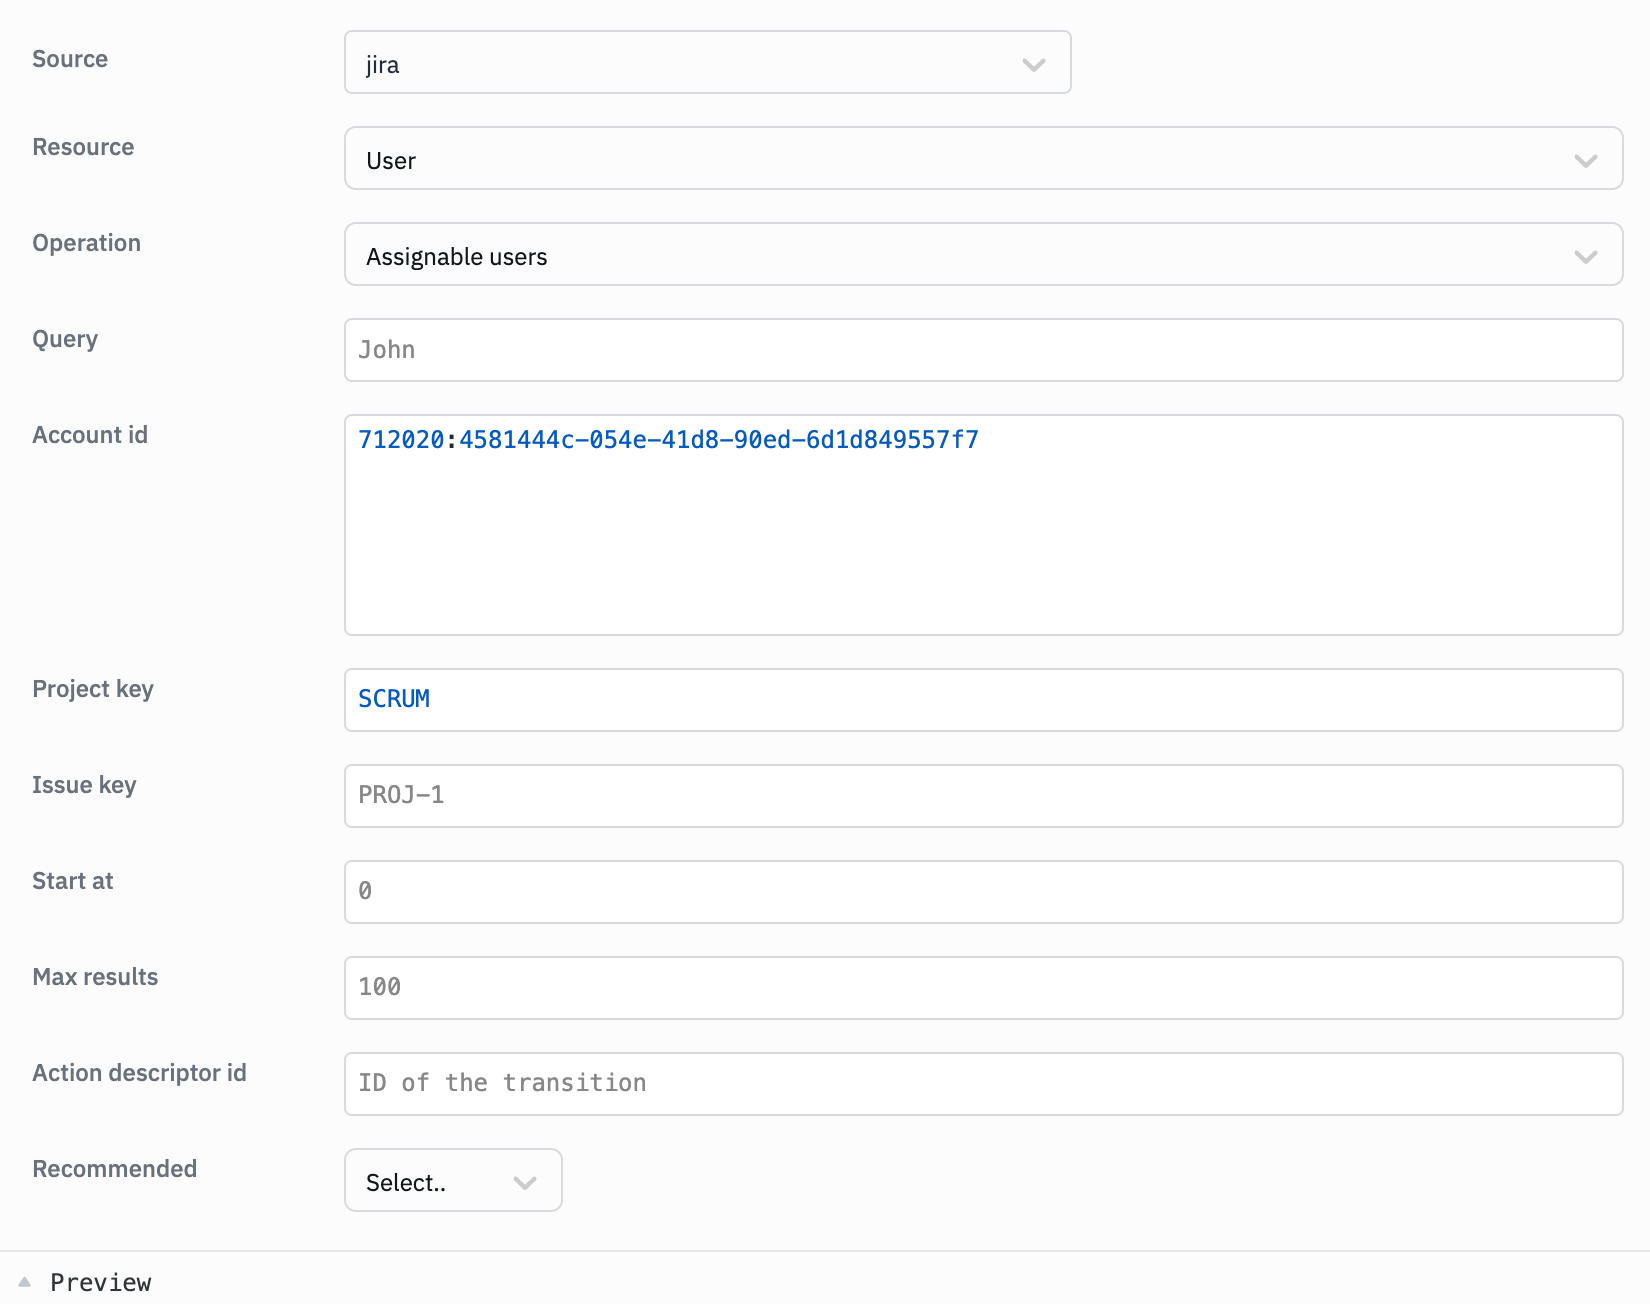 Source
jira
Resource
User
Operation
Assignable users
Query
John
Account id
712020:4581444c-054e-41d8-90ed-6d1d849557f7
Project key
SCRUM
Issue key
PROJ-1
Start at
0
Max results
100
Action descriptor id
ID of the transition
Recommended
Select..
Preview